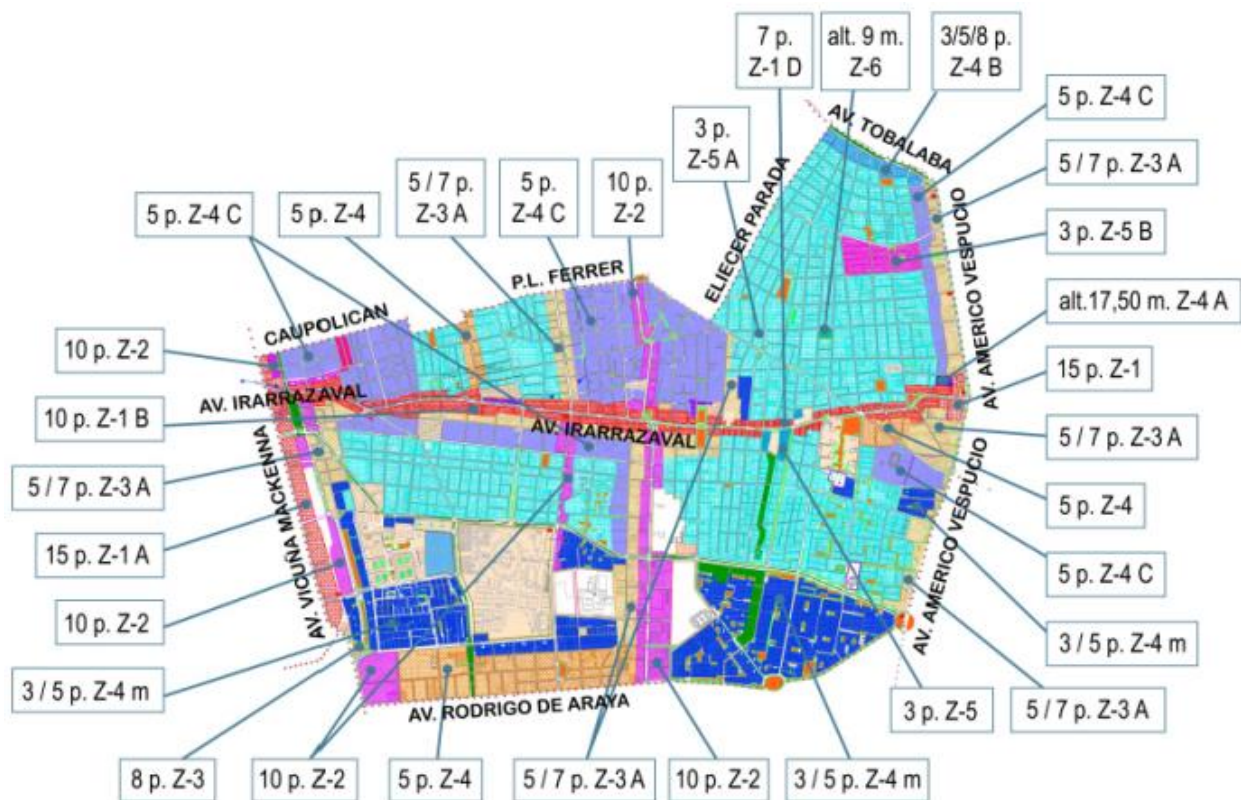 7 p.
Z-1 D
alt. 9 m.
Z-6
3/5/8 p.
Z-4 B
5 p. Z-4 C
3 p.
Z-5 A
AV. TOBALABA
5 / 7 p. Z-3 A
5 p. Z-4 C
5 p. Z-4
5 / 7 p.
Z-3 A
5 p.
Z-4 C
10 p.
Z-2
ELIECER PARADA
AV. AMERICO VESPUCIO
3 p. Z-5 B
P.L. FERRER
alt.17,50 m. Z-4 A
CAUPOLICAN
10 p. Z-2
15 p. Z-1
AV. IRARRAZAVAL
10 p. Z-1 B
AV. IRARRAZAVAL
5 / 7 p. Z-3 A
5 / 7 p. Z-3 A
AV. VICUÑA MACKENNA
5 p. Z-4
15 p. Z-1 A
AV. AMERICO VESPUCIO
5 p. Z-4 C
10 p. Z-2
3 / 5 p. Z-4 m
3 / 5 p. Z-4 m
AV. RODRIGO DE ARAYA
3 p. Z-5
5 / 7 p. Z-3 A
8 p. Z-3
10 p. Z-2
5 p. Z-4
5 / 7 p. Z-3 A
10 p. Z-2
3 / 5 p. Z-4 m